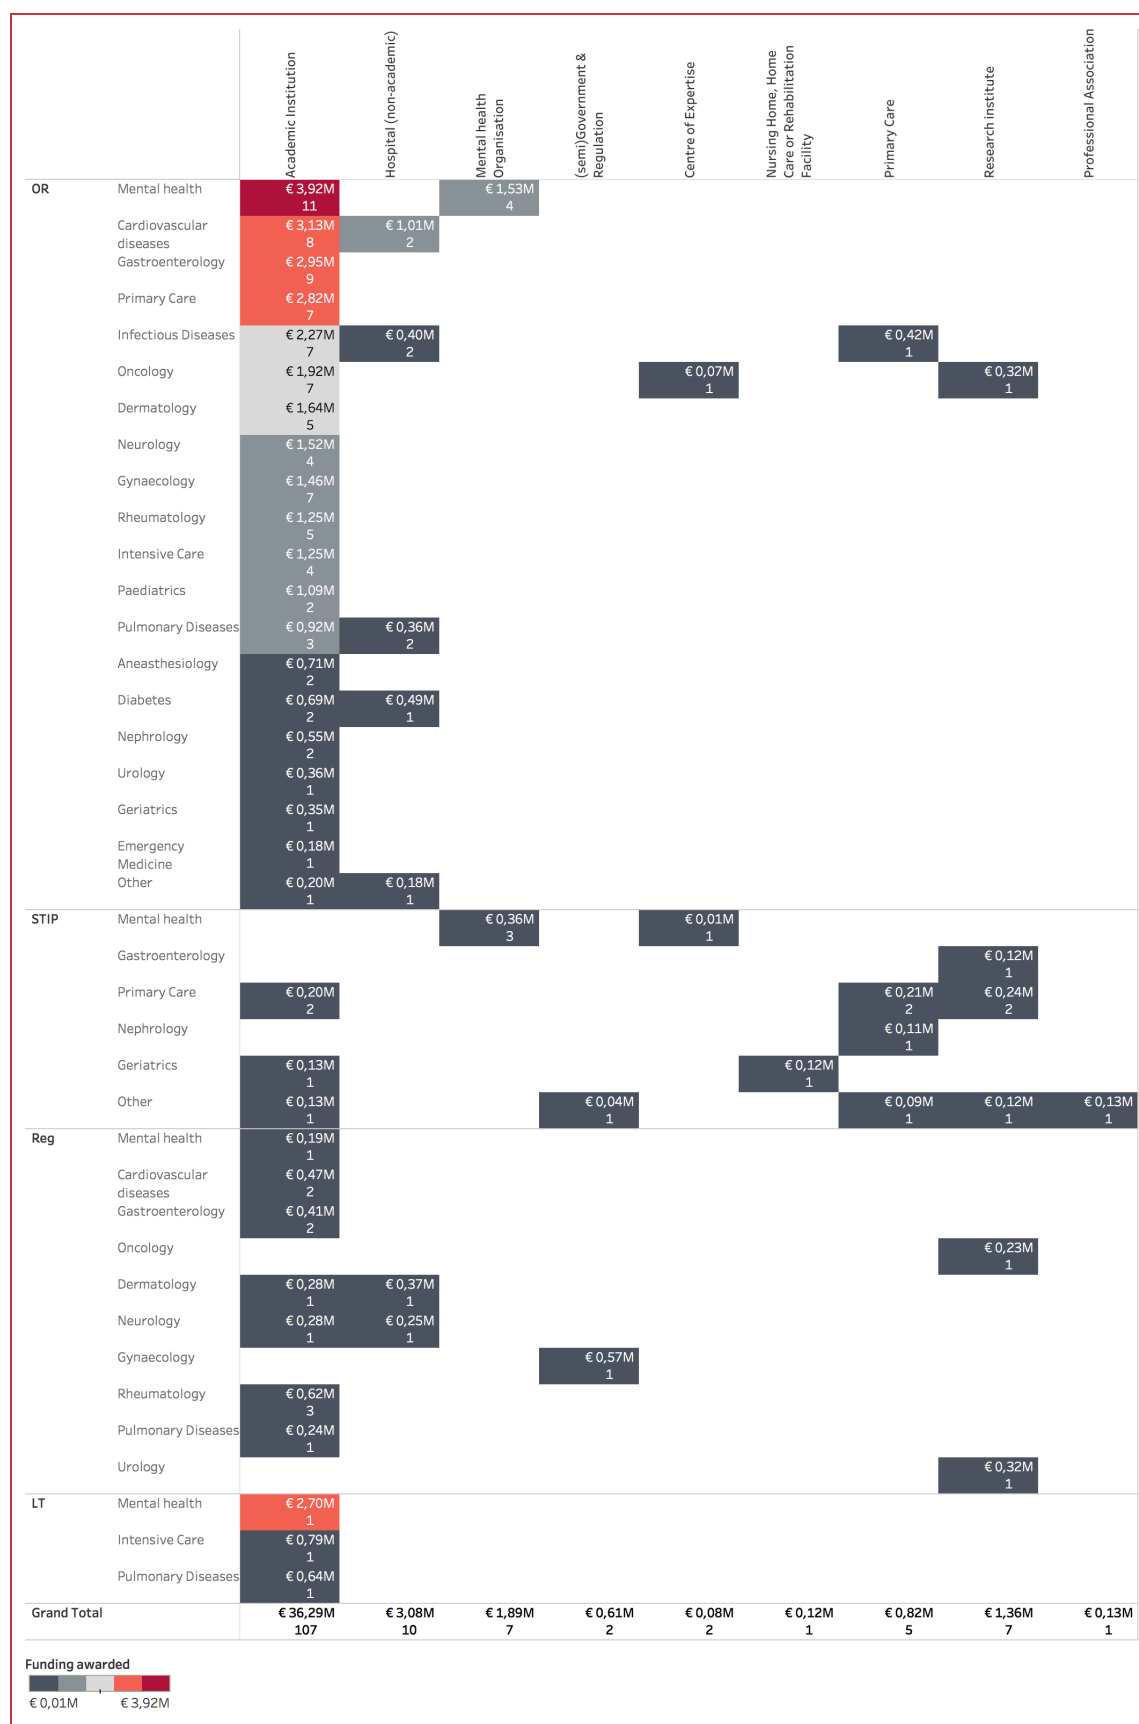 Academic Institution
Hospital (non-academic)
Mental health
Organisation
(semi)Government &
Regulation
Centre of Expertise
Nursing Home, Home
Care or Rehabilitation
Facility
Primary Care
Research institute
Professional Association
OR Mental health € 3,92M € 1,53M
11 4
Cardiovascular € 3,13M € 1,01M
diseases 8 2
Gastroenterology € 2,95M
9
Primary Care € 2,82M
7
Infectious Diseases € 2,27M € 0,40M € 0,42M
7 2 1
Oncology € 1,92M € 0,07M € 0,32M
7 1 1
Dermatology € 1,64M
5
Neurology € 1,52M
4
Gynaecology € 1,46M
7
Rheumatology € 1,25M
5
Intensive Care € 1,25M
4
Paediatrics € 1,09M
2
Pulmonary Diseases € 0,92M € 0,36M
3 2
Aneasthesiology € 0,71M
2
Diabetes € 0,69M € 0,49M
2 1
Nephrology € 0,55M
2
Urology € 0,36M
1
Geriatrics € 0,35M
1
Emergency € 0,18M
Medicine 1
Other € 0,20M € 0,18M
1 1
STIP Mental health € 0,36M € 0,01M
3 1
Gastroenterology € 0,12M
1
Primary Care € 0,20M € 0,21M € 0,24M
2 2 2
Nephrology € 0,11M
1
Geriatrics € 0,13M € 0,12M
1 1
Other € 0,13M € 0,04M € 0,09M € 0,12M € 0,13M
1 1 1 1 1
Reg Mental health € 0,19M
1
Cardiovascular € 0,47M
diseases 2
Gastroenterology € 0,41M
2
Oncology € 0,23M
1
Dermatology € 0,28M € 0,37M
1 1
Neurology € 0,28M € 0,25M
1 1
Gynaecology € 0,57M
1
Rheumatology € 0,62M
3
Pulmonary Diseases € 0,24M
1
Urology € 0,32M
1
LT Mental health € 2,70M
1
Intensive Care € 0,79M
1
Pulmonary Diseases € 0,64M
1
Grand Total € 36,29M € 3,08M € 1,89M € 0,61M € 0,08M € 0,12M € 0,82M € 1,36M € 0,13M
107 10 7 2 2 1 5 7 1
Funding awarded
€ 0,01M € 3,92M